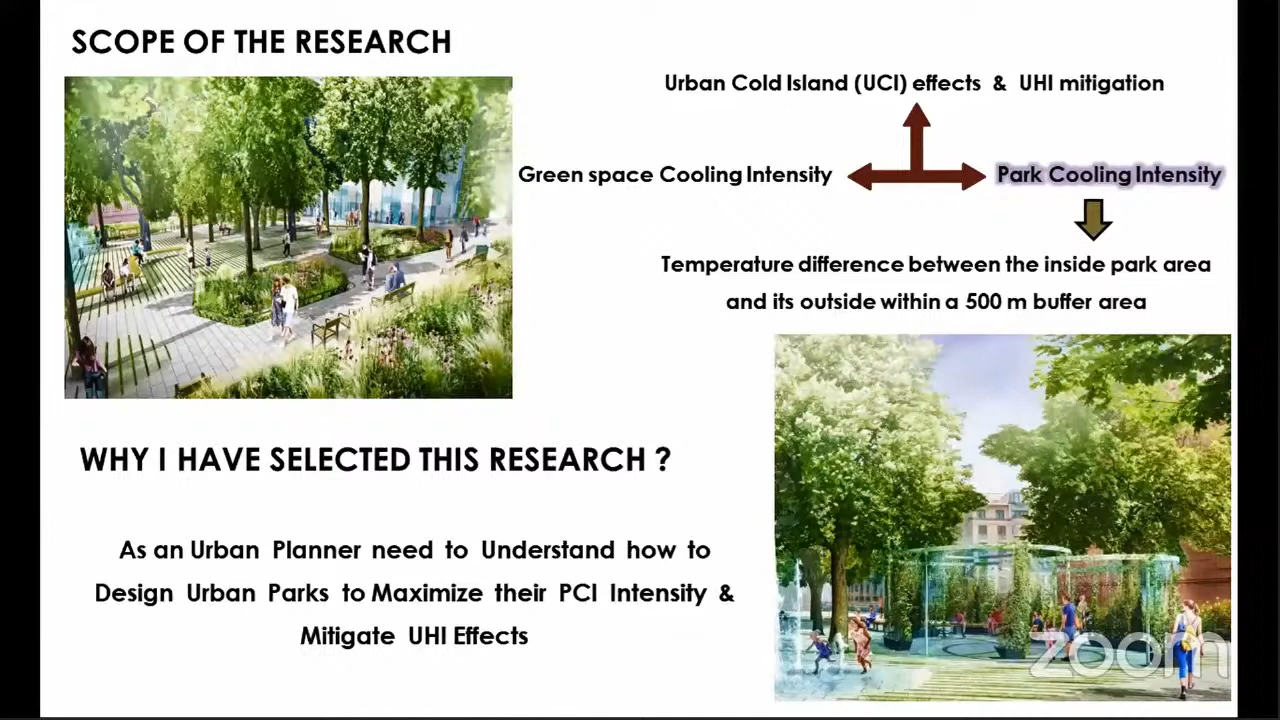 SCOPE OF THE RESEARCH
Urban Cold Island (UCI) effects & UHI mitigation
Green space Cooling Intensity
Park Cooling Intensity
Temperature difference between the inside park area
and its outside within a 500 m buffer area
WHY I HAVE SELECTED THIS RESEARCH ?
As an Urban Planner need to Understand how to
Design Urban Parks to Maximize their PCI Intensity &
Mitigate UHI Effects
zoom